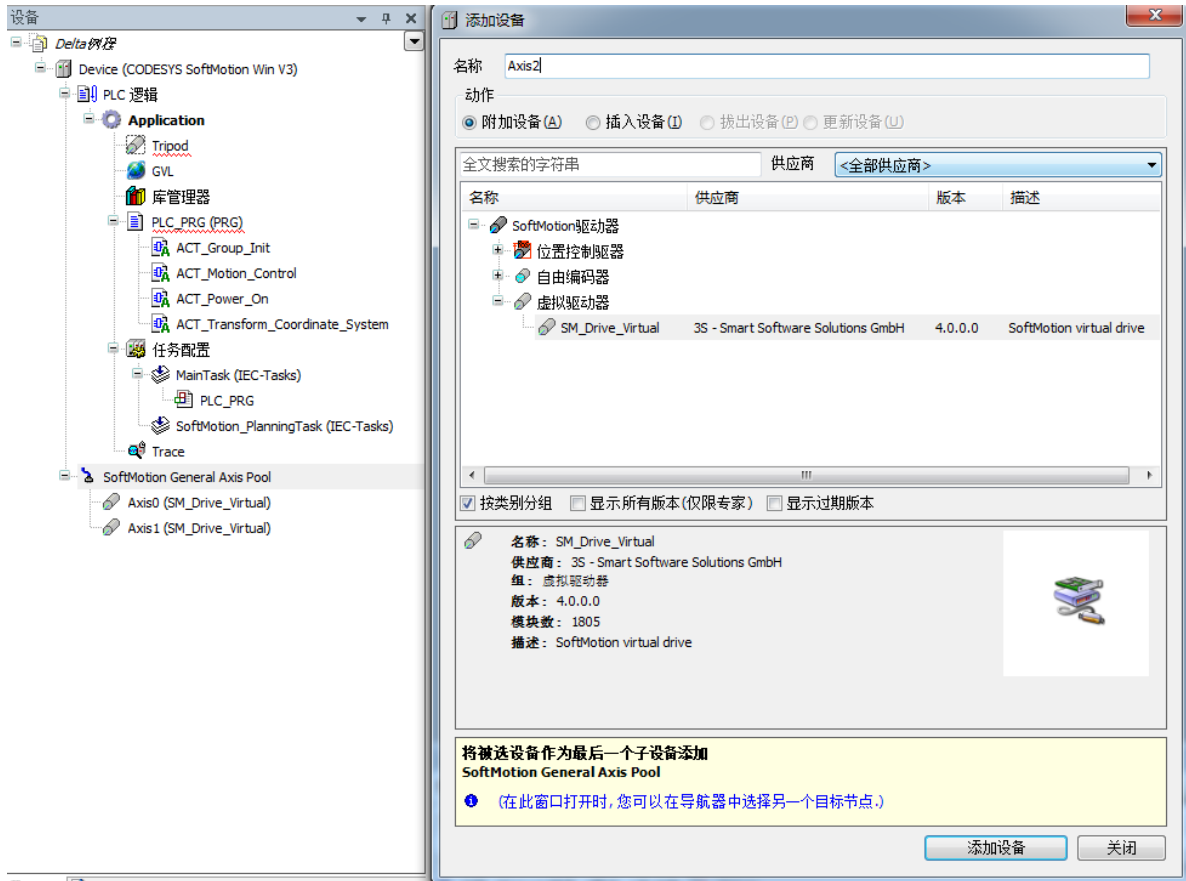 设备
Delta例程
Device (CODESYS SoftMotion Win V3)
PLC 逻辑
Application
Tripod
GVL
库管理器
PLC_PRG (PRG)
ACT_Group_Init
ACT_Motion_Control
ACT_Power_On
ACT_Transform_Coordinate_System
任务配置
MainTask (IEC-Tasks)
PLC_PRG
SoftMotion_PlanningTask (IEC-Tasks)
Trace
SoftMotion General Axis Pool
Axis0 (SM_Drive_Virtual)
Axis1 (SM_Drive_Virtual)
添加设备
名称 Axis2
动作
附加设备(A) 插入设备(I) 拔出设备(P) 更新设备(U)
全文搜索的字符串 供应商 <全部供应商>
名称 供应商 版本 描述
SoftMotion驱动器
位置控制驱器
自由编码器
虚拟驱动器
SM_Drive_Virtual 3S - Smart Software Solutions GmbH 4.0.0.0 SoftMotion virtual drive
按类别分组 显示所有版本(仅限专家) 显示过期版本
名称: SM_Drive_Virtual
供应商: 3S - Smart Software Solutions GmbH
组: 虚拟驱动器
版本: 4.0.0.0
模块数: 1805
描述: SoftMotion virtual drive
将被选设备作为最后一个子设备添加
SoftMotion General Axis Pool
(在此窗口打开时,您可以在导航器中选择另一个目标节点.)
添加设备 关闭